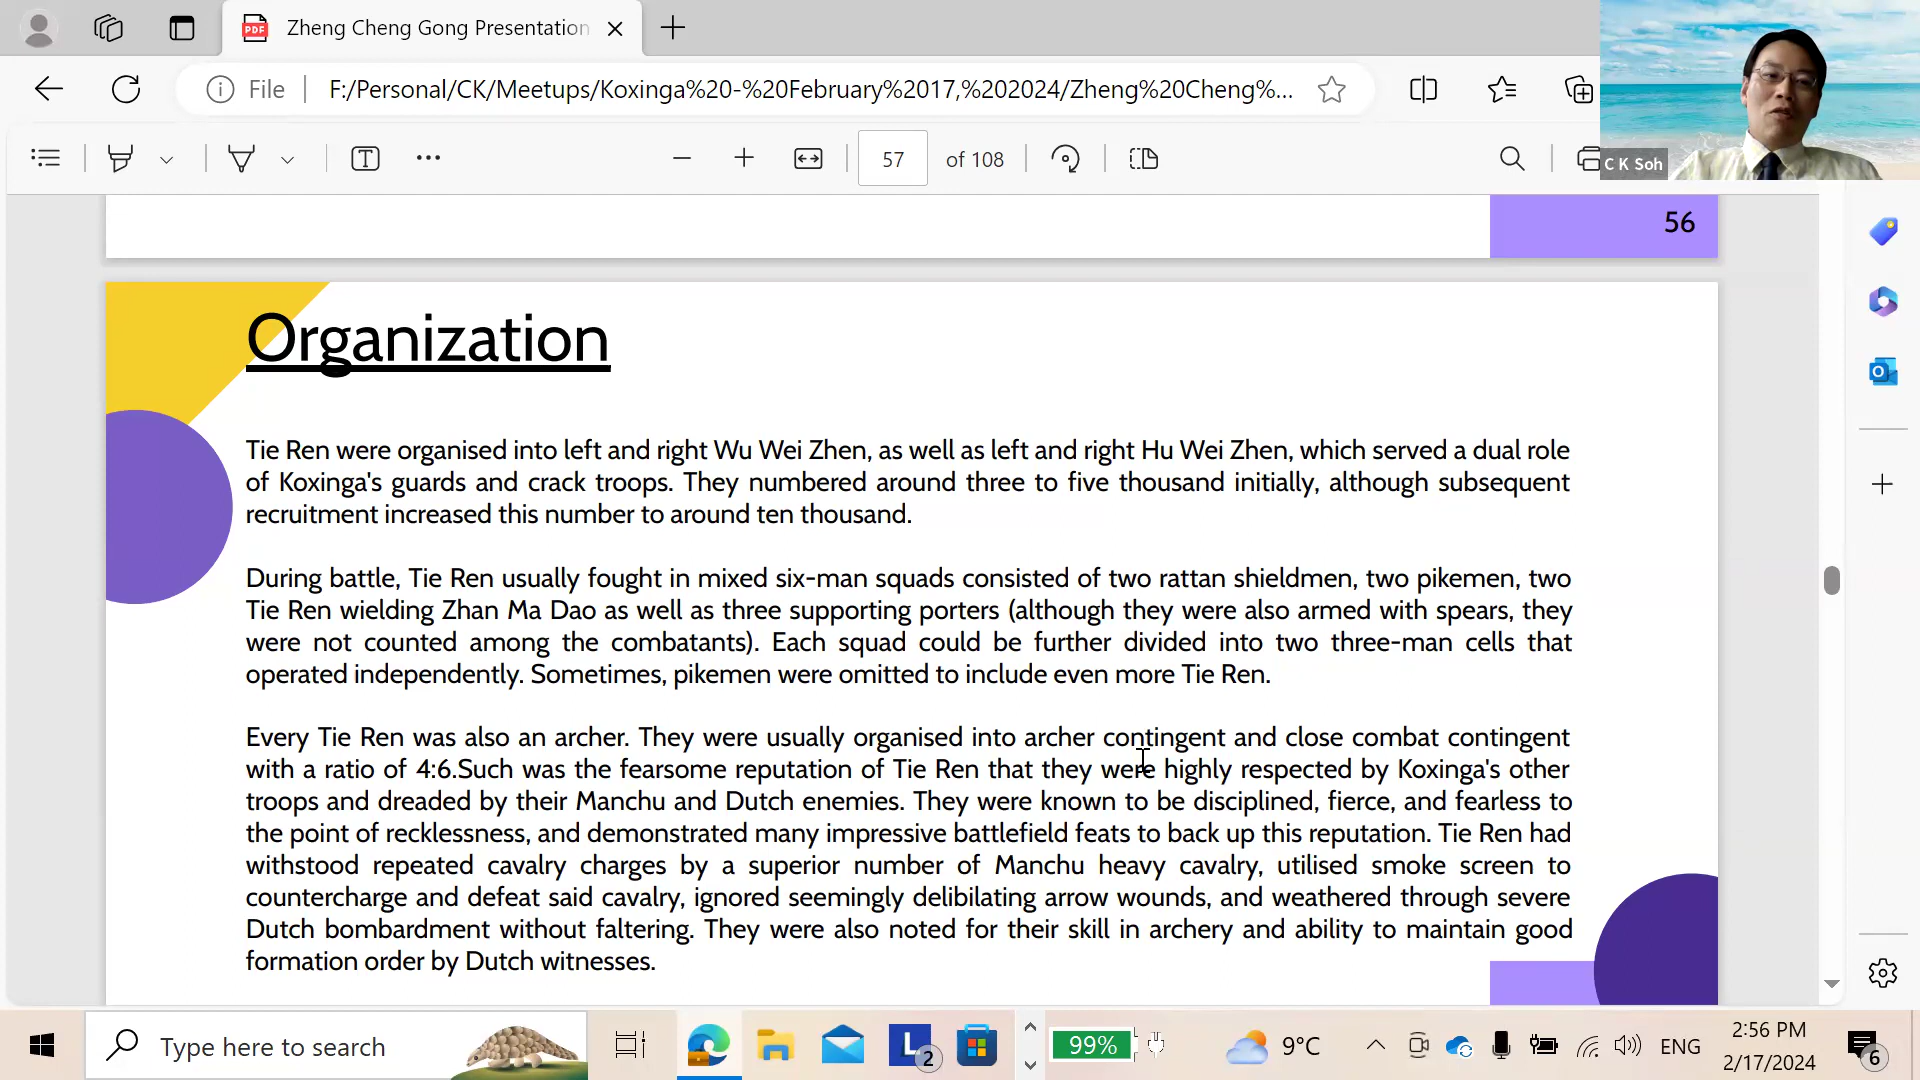 Zheng Cheng Gong Presentation
File
F:/Personal/CK/Meetups/Koxinga%20-%20February%2017,%202024/Zheng%20Cheng%...
C K Soh
57 of 108
56
Organization
Tie Ren were organised into left and right Wu Wei Zhen, as well as left and right Hu Wei Zhen, which served a dual role
of Koxinga's guards and crack troops. They numbered around three to five thousand initially, although subsequent
recruitment increased this number to around ten thousand.
During battle, Tie Ren usually fought in mixed six-man squads consisted of two rattan shieldmen, two pikemen, two
Tie Ren wielding Zhan Ma Dao as well as three supporting porters (although they were also armed with spears, they
were not counted among the combatants). Each squad could be further divided into two three-man cells that
operated independently. Sometimes, pikemen were omitted to include even more Tie Ren.
Every Tie Ren was also an archer. They were usually organised into archer contingent and close combat contingent
with a ratio of 4:6.Such was the fearsome reputation of Tie Ren that they were highly respected by Koxinga's other
troops and dreaded by their Manchu and Dutch enemies. They were known to be disciplined, fierce, and fearless to
the point of recklessness, and demonstrated many impressive battlefield feats to back up this reputation. Tie Ren had
withstood repeated cavalry charges by a superior number of Manchu heavy cavalry, utilised smoke screen to
countercharge and defeat said cavalry, ignored seemingly delibilating arrow wounds, and weathered through severe
Dutch bombardment without faltering. They were also noted for their skill in archery and ability to maintain good
formation order by Dutch witnesses.
Type here to search
L 2
99%
9°C
ENG
2:56 PM
2/17/2024
6